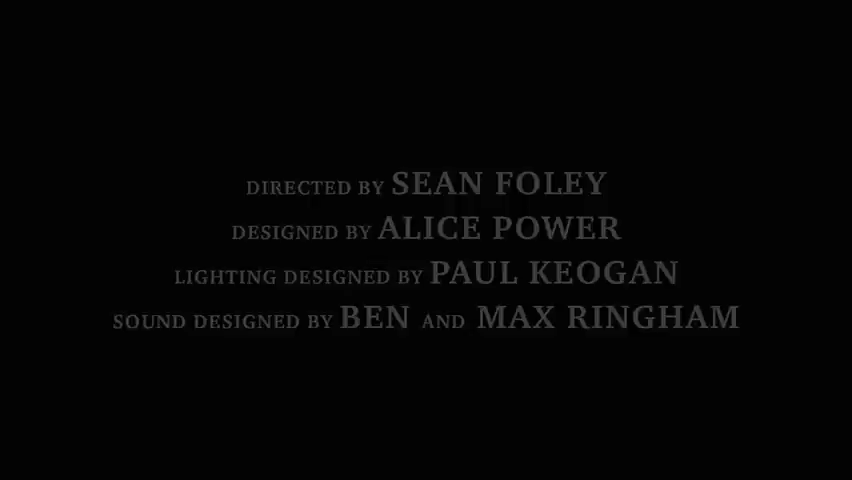 DIRECTED BY SEAN FOLEY
DESIGNED BY ALICE POWER
LIGHTING DESIGNED BY PAUL KEOGAN
SOUND DESIGNED BY BEN AND MAX RINGHAM